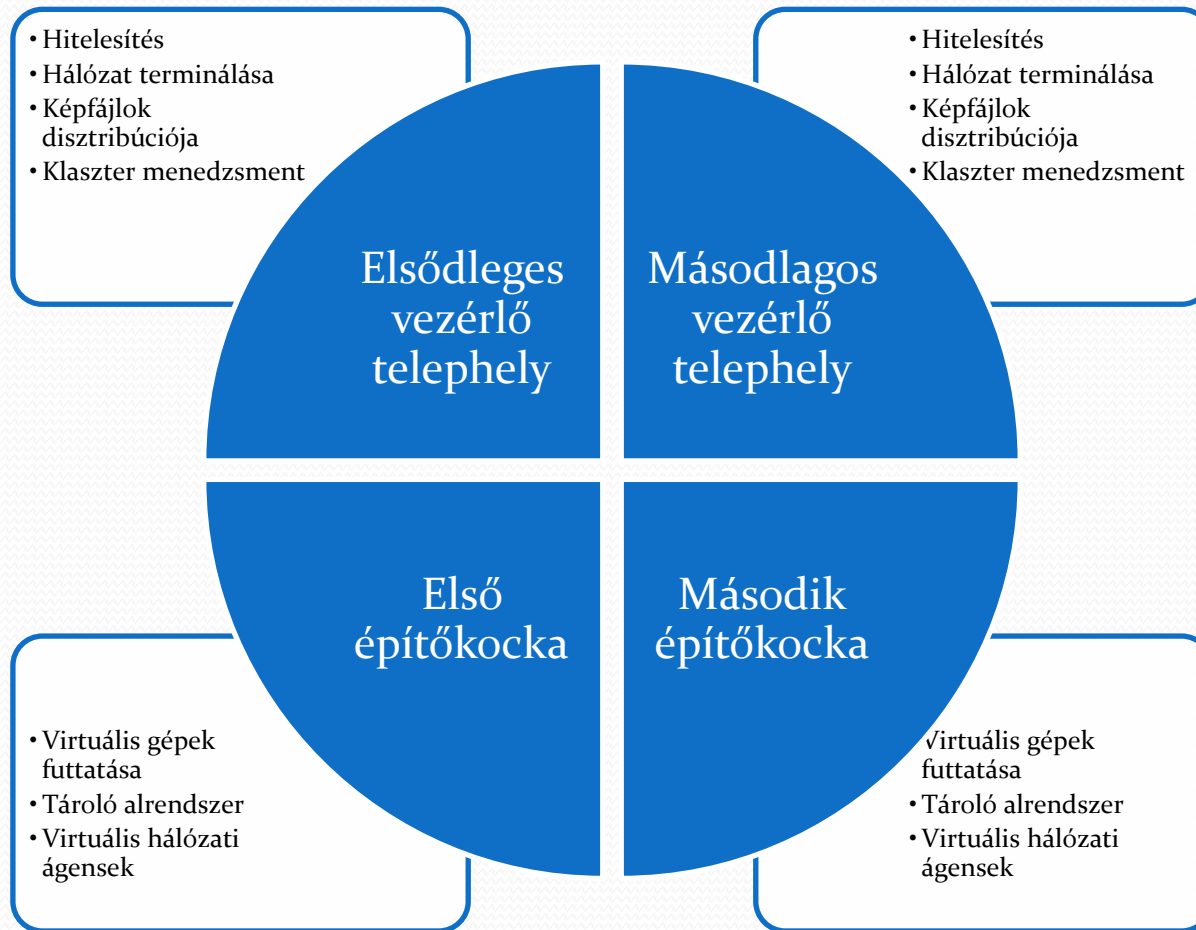 • Hitelesítés
• Hálózat terminálása
• Képfájlok
disztribúciója
• Klaszter menedzsment
• Hitelesítés
• Hálózat terminálása
• Képfájlok
disztribúciója
• Klaszter menedzsment
Elsődleges
vezérlő
telephely
Másodlagos
vezérlő
telephely
Első
építőkocka
Második
építőkocka
• Virtuális gépek
futtatása
• Tároló alrendszer
• Virtuális hálózati
ágensek
Virtuális gépek
futtatása
• Tároló alrendszer
• Virtuális hálózati
ágensek